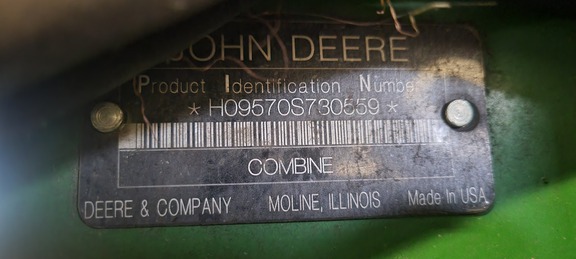 JOHN DEERE
Product Identification Number
* H09570S730559 *
COMBINE
DEERE & COMPANY MOLINE, ILLINOIS Made In USA